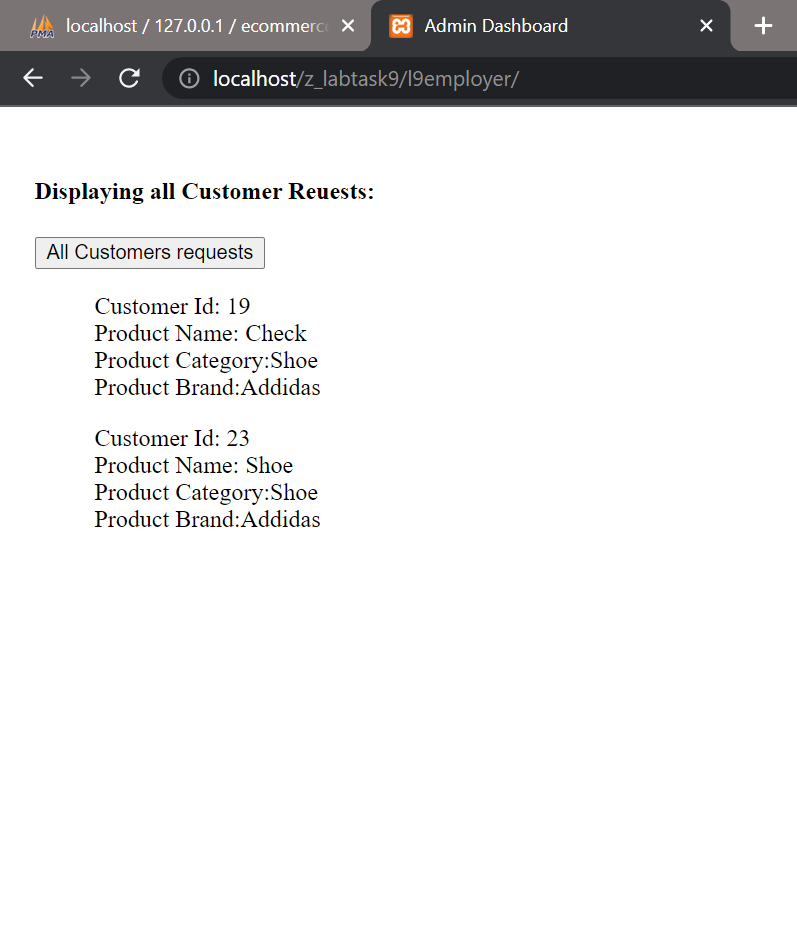 localhost / 127.0.0.1 / ecommerc
Admin Dashboard
localhost/z_labtask9/l9employer/
Displaying all Customer Reuests:
All Customers requests
Customer Id: 19
Product Name: Check
Product Category:Shoe
Product Brand:Addidas
Customer Id: 23
Product Name: Shoe
Product Category:Shoe
Product Brand:Addidas